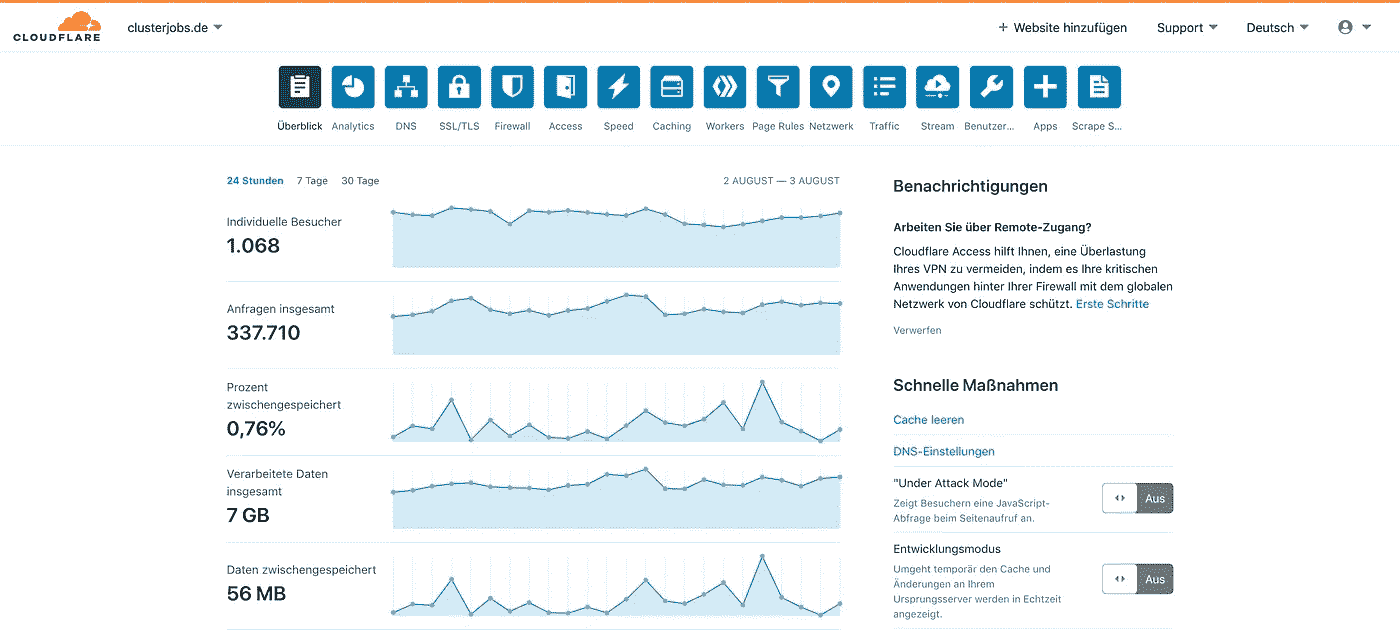 CLOUDFLARE
clusterjobs.de
+ Website hinzufügen
Support
Deutsch
Überblick
Analytics
DNS
SSL/TLS
Firewall
Access
Speed
Caching
Workers
Page Rules
Netzwerk
Traffic
Stream
Benutzer...
Apps
Scrape S...
24 Stunden 7 Tage 30 Tage
2 AUGUST — 3 AUGUST
Individuelle Besucher
1.068
Anfragen insgesamt
337.710
Prozent
zwischengespeichert
0,76%
Verarbeitete Daten
insgesamt
7 GB
Daten zwischengespeichert
56 MB
Benachrichtigungen
Arbeiten Sie über Remote-Zugang?
Cloudflare Access hilft Ihnen, eine Überlastung
Ihres VPN zu vermeiden, indem es Ihre kritischen
Anwendungen hinter Ihrer Firewall mit dem globalen
Netzwerk von Cloudflare schützt. Erste Schritte
Verwerfen
Schnelle Maßnahmen
Cache leeren
DNS-Einstellungen
"Under Attack Mode"
Zeigt Besuchern eine JavaScript-
Abfrage beim Seitenaufruf an.
Aus
Entwicklungsmodus
Umgeht temporär den Cache und
Änderungen an Ihrem
Ursprungsserver werden in Echtzeit
angezeigt.
Aus